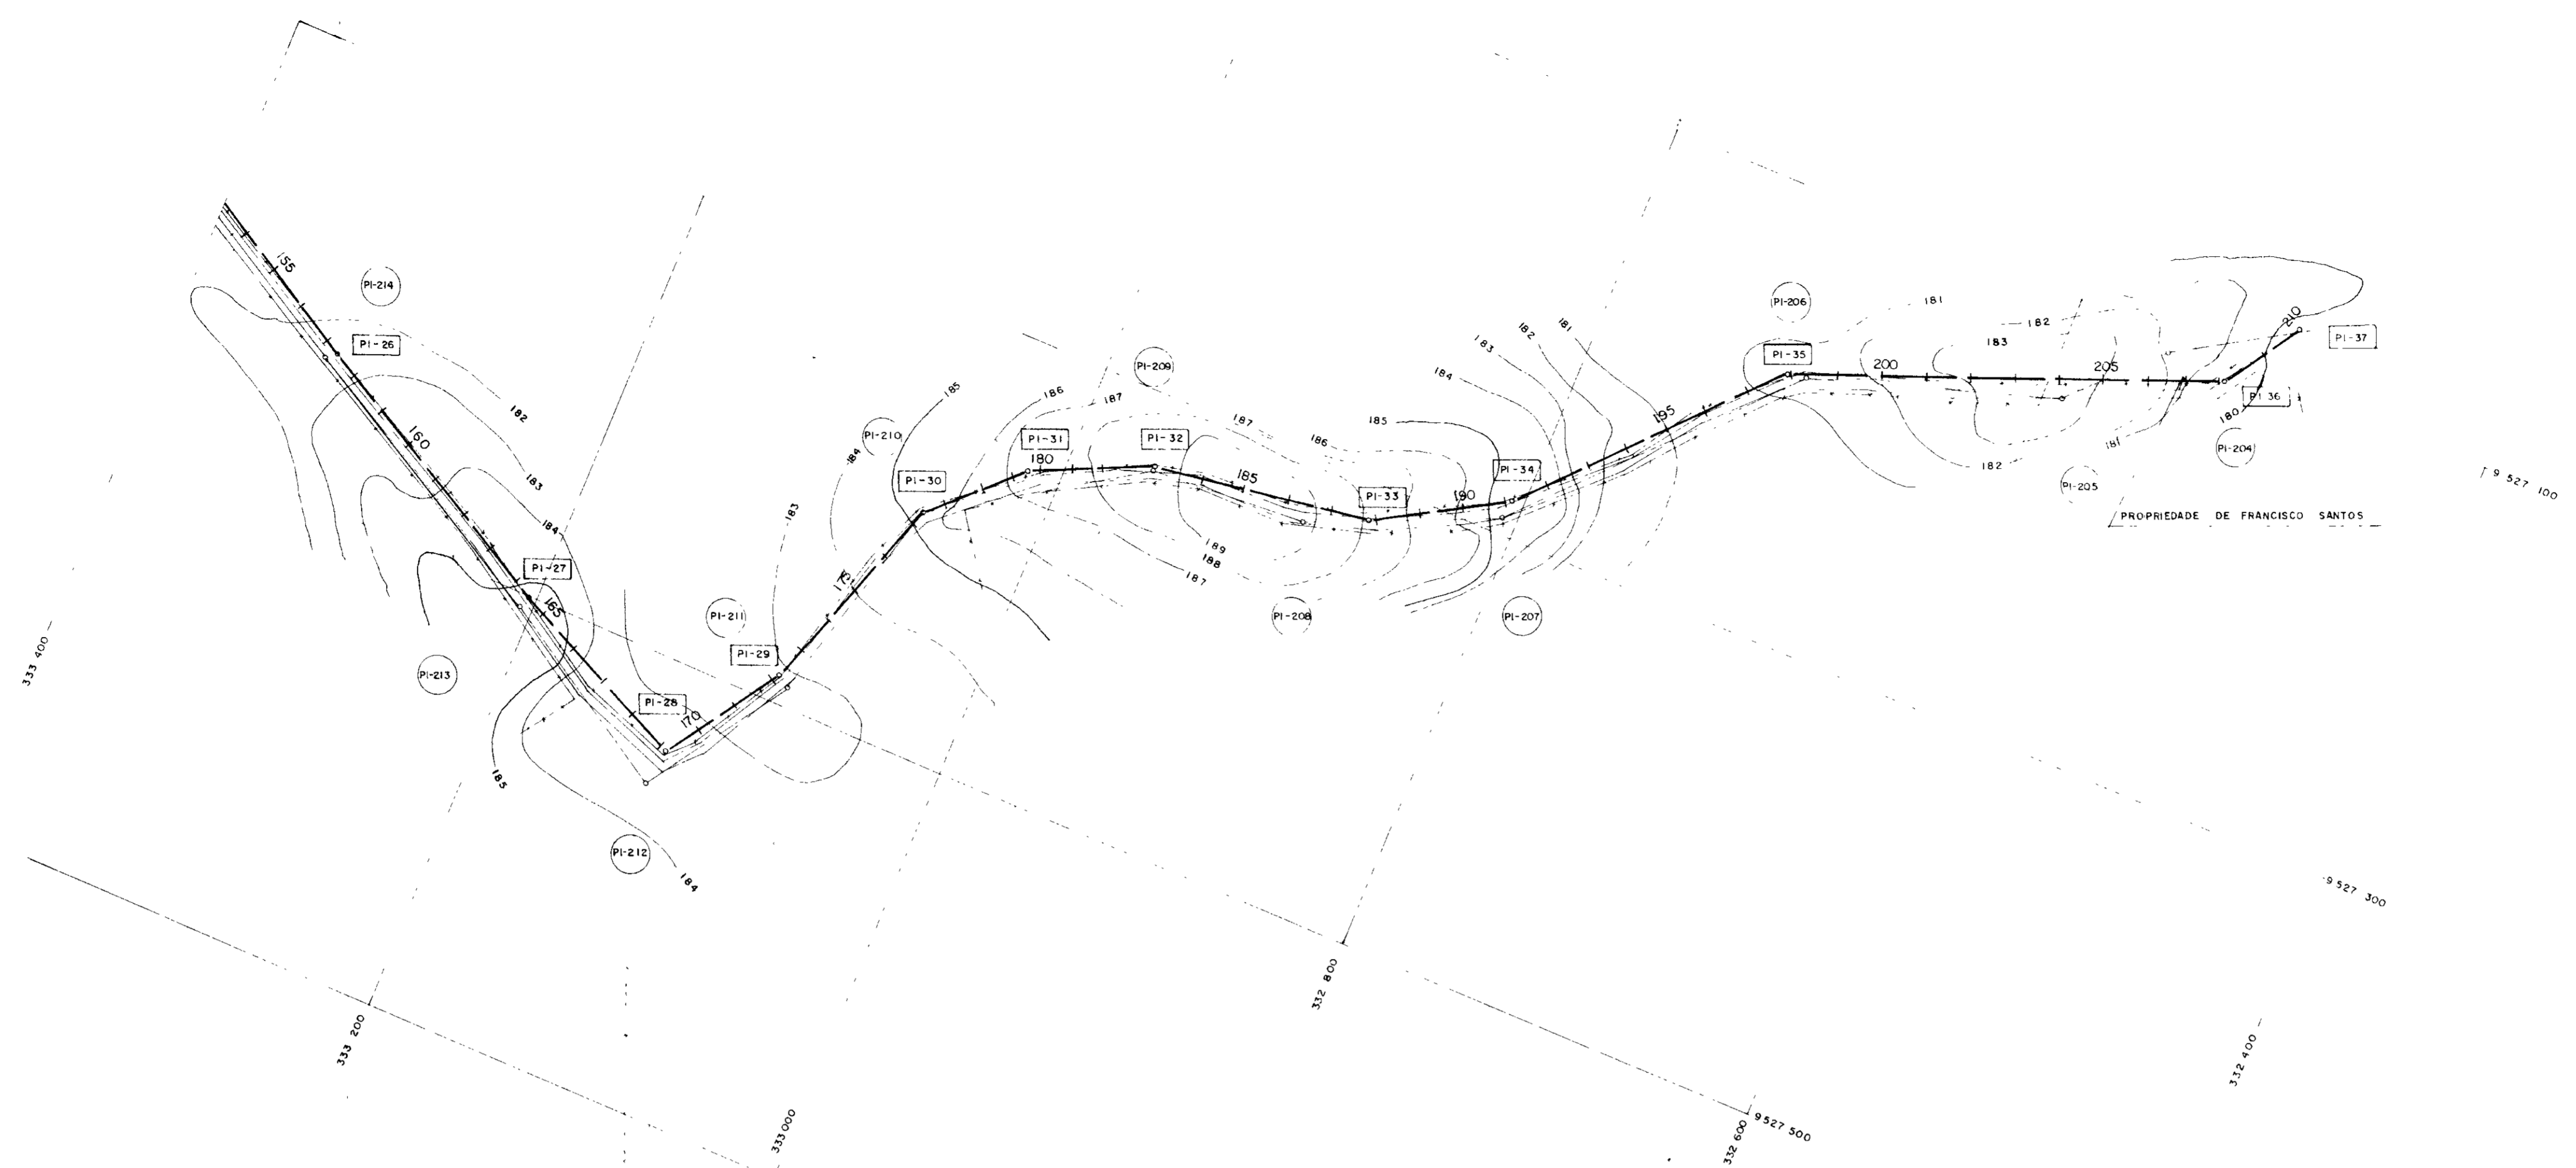 155
PI-214
PI-26
160
182
183
184
PI-27
165
PI-213
185
PI-212
184
PI-28
170
PI-211
PI-29
183
184
175
PI-210
PI-30
185
186
187
PI-31
180
PI-209
PI-32
187
186
185
189
188
187
PI-208
PI-33
185
184
183
182
181
190
PI-34
PI-207
195
PI-206
PI-35
200
181
182
183
205
182
PI-205
181
180
PI-204
PI 36
210
PI-37
PROPRIEDADE DE FRANCISCO SANTOS
9 527 100
9 527 300
9527 500
333 400
333 200
333 000
332 800
332 600
332 400